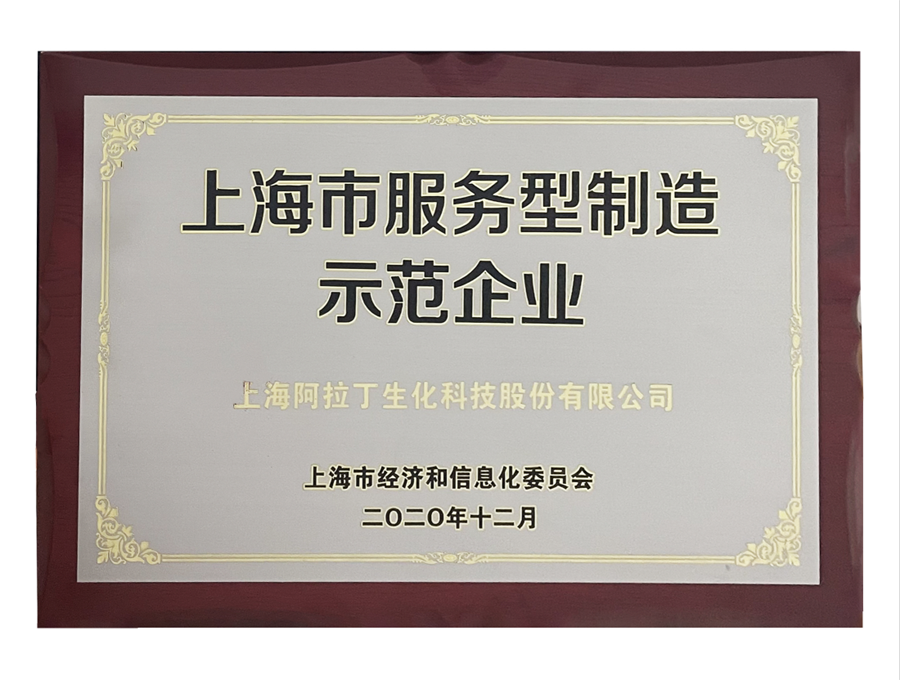 上海市服务型制造
示范企业
上海阿拉丁生化科技股份有限公司
上海市经济和信息化委员会
二〇二〇年十二月